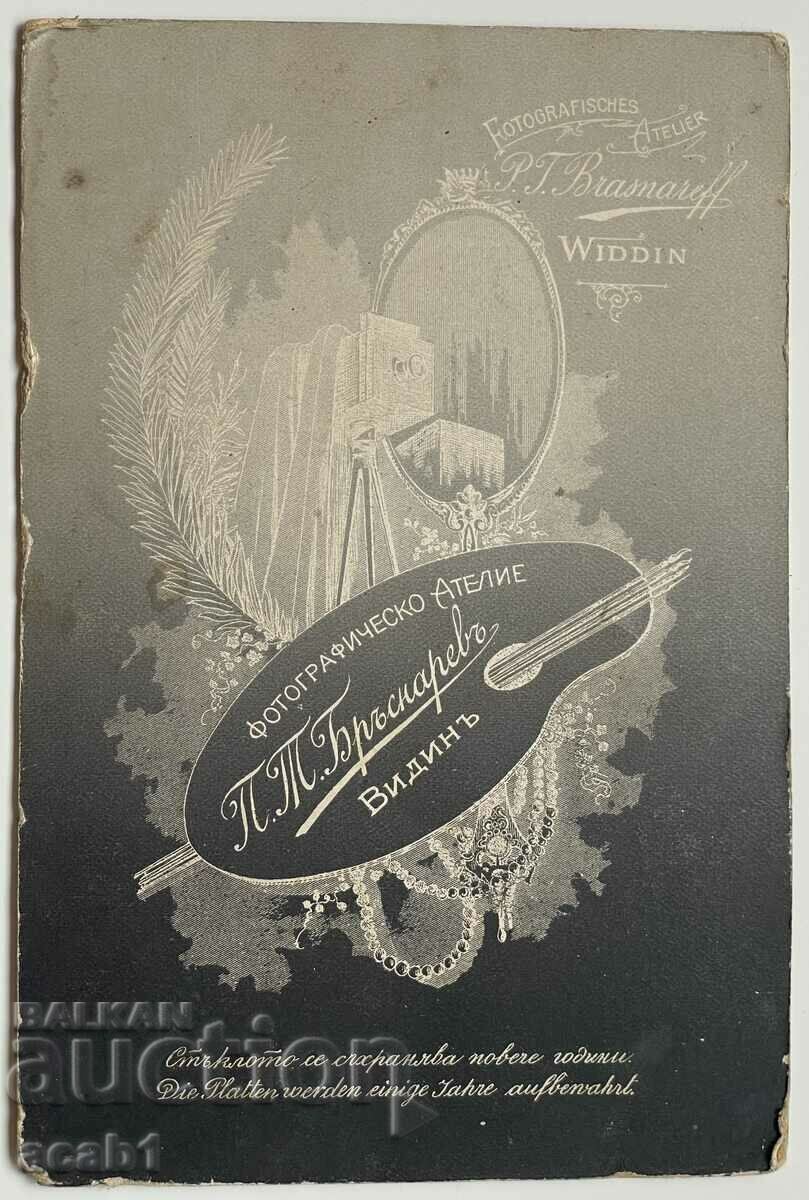 FOTOGRAFISCHES
ATELIER
P. T. Brasnareff
WIDDIN
ФОТОГРАФИЧЕСКО АТЕЛИЕ
П. Т. Бръснаревъ
ВИДИНЪ
Стъклото се съхранява повече години.
Die Platten werden einige Jahre aufbewahrt.
BALKAN
auction
acab1